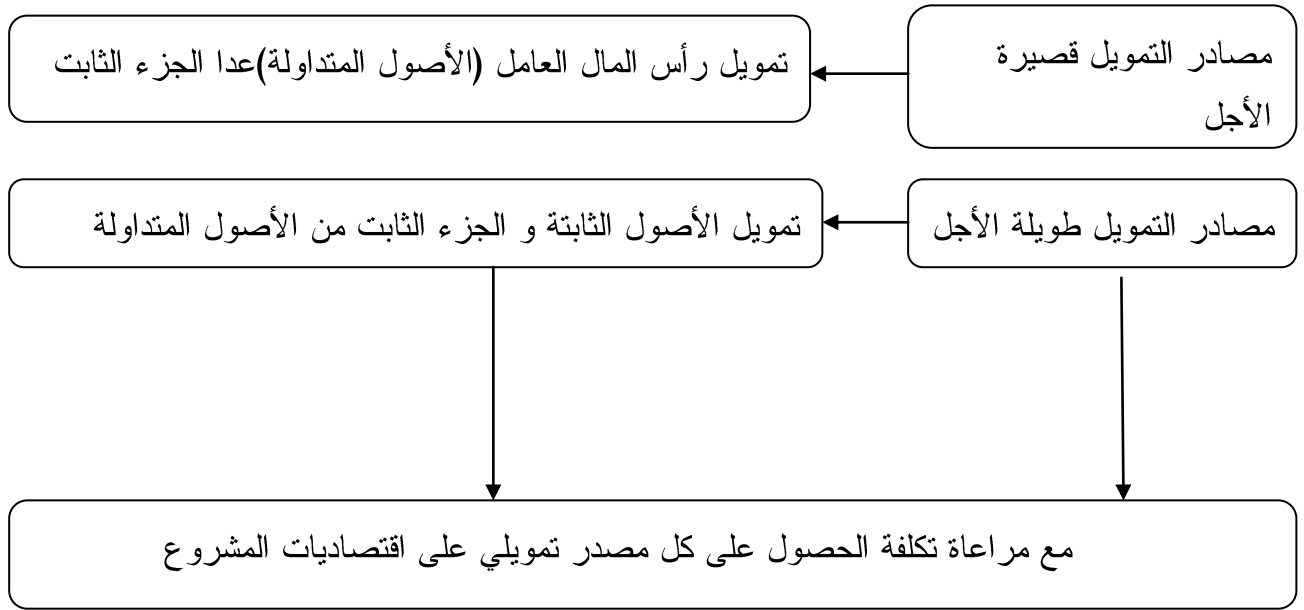 مصادر التمويل قصيرة
الأجل
تمويل رأس المال العامل (الأصول المتداولة)عدا الجزء الثابت
مصادر التمويل طويلة الأجل
تمويل الأصول الثابتة و الجزء الثابت من الأصول المتداولة
مع مراعاة تكلفة الحصول على كل مصدر تمويلي على اقتصاديات المشروع